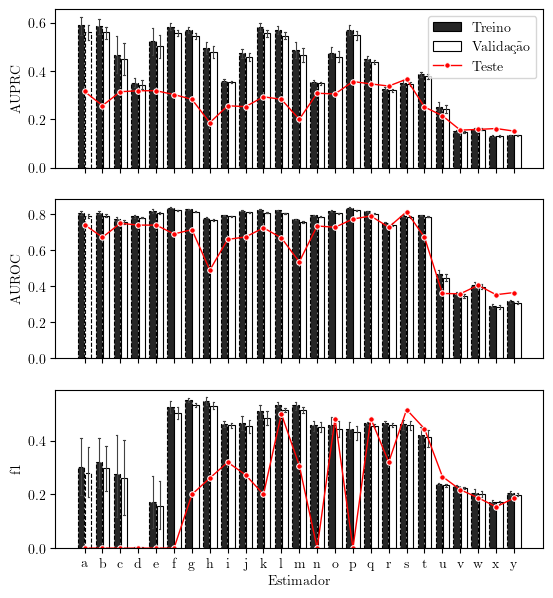 0.6
0.4
0.2
0.0
AUPRC
Treino
Validação
Teste
0.8
0.6
0.4
0.2
0.0
AUROC
0.4
0.2
0.0
f1
a b c d e f g h i j k l m n o p q r s t u v w x y
Estimador